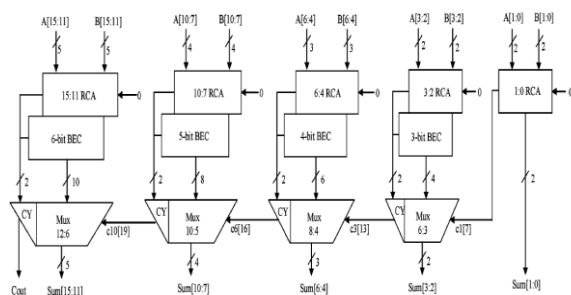 A[15:11] B[15:11] A[10:7] B[10:7] A[6:4] B[6:4] A[3:2] B[3:2] A[1:0] B[1:0]
5 5 4 4 3 3 2 2 2 2
15:11 RCA 0 10:7 RCA 0 6:4 RCA 0 3:2 RCA 0 1:0 RCA 0
6-bit BEC 5-bit BEC 4-bit BEC 3-bit BEC
2 10 2 8 2 6 2 4 2
CY Mux 12:6 c10[19] CY Mux 10:5 c6[16] CY Mux 8:4 c3[13] CY Mux 6:3 c1[7]
5 4 3 2
Cout Sum[15:11] Sum[10:7] Sum[6:4] Sum[3:2] Sum[1:0]